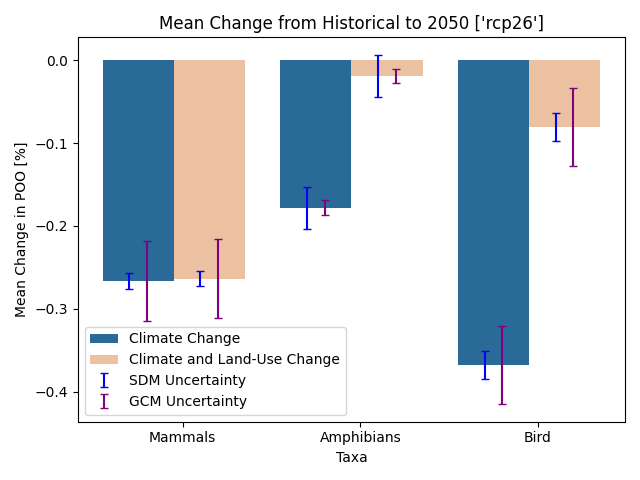 Mean Change from Historical to 2050 ['rcp26']
Mean Change in POO [%]
0.0
−0.1
−0.2
−0.3
−0.4
Climate Change
Climate and Land-Use Change
SDM Uncertainty
GCM Uncertainty
Mammals
Amphibians
Bird
Taxa